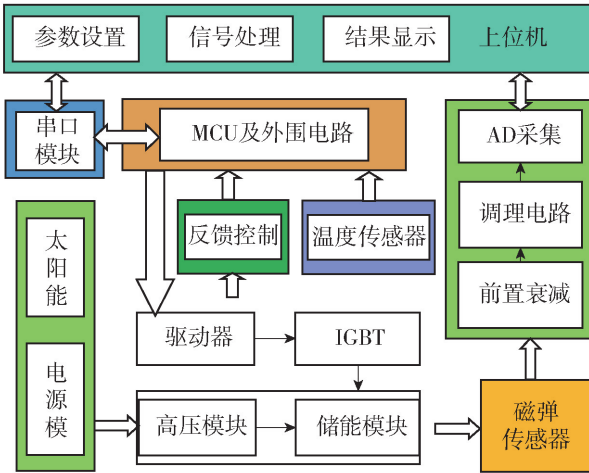 参数设置
信号处理
结果显示
上位机
串口
模块
MCU及外围电路
AD采集
调理电路
前置衰减
反馈控制
温度传感器
太
阳
能
电
源
模
驱动器
IGBT
高压模块
储能模块
磁弹
传感器